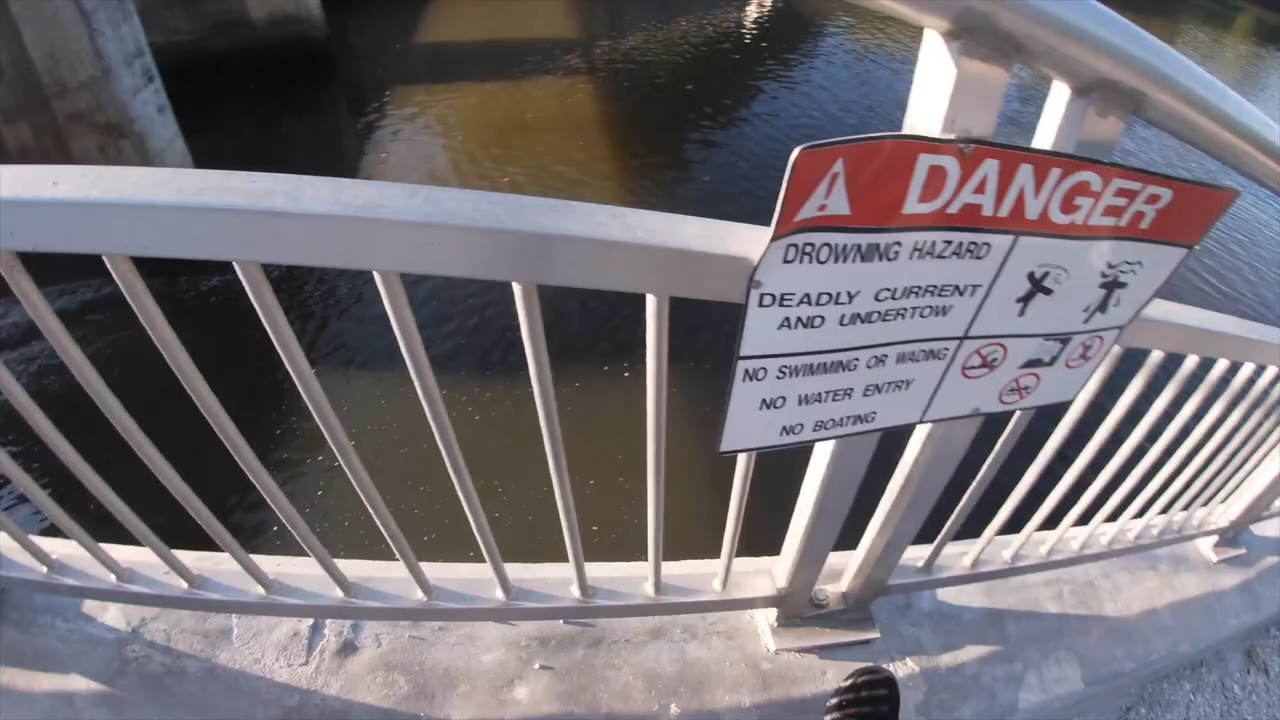 DANGER
DROWNING HAZARD
DEADLY CURRENT
AND UNDERTOW
NO SWIMMING OR WADING
NO WATER ENTRY
NO BOATING